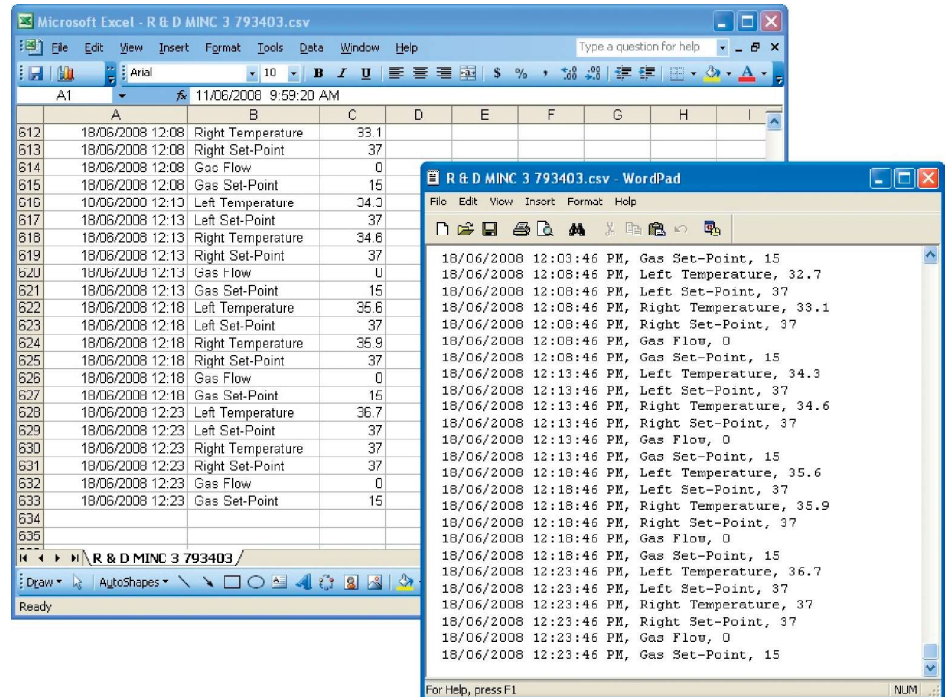 Microsoft Excel - R & D MINC 3 793403.csv
File Edit View Insert Format Tools Data Window Help Type a question for help
Arial 10 B I U $ % ,
A1 fx 11/06/2008 9:59:20 AM
A B C D E F G H I
612 18/06/2008 12:08 Right Temperature 33.1
613 18/06/2008 12:08 Right Set-Point 37
614 18/06/2008 12:08 Gas Flow 0
615 18/06/2008 12:08 Gas Set-Point 15
616 18/06/2008 12:13 Left Temperature 34.3
617 18/06/2008 12:13 Left Set-Point 37
618 18/06/2008 12:13 Right Temperature 34.6
619 18/06/2008 12:13 Right Set-Point 37
620 18/06/2008 12:13 Gas Flow 0
621 18/06/2008 12:13 Gas Set-Point 15
622 18/06/2008 12:18 Left Temperature 35.6
623 18/06/2008 12:18 Left Set-Point 37
624 18/06/2008 12:18 Right Temperature 35.9
625 18/06/2008 12:18 Right Set-Point 37
626 18/06/2008 12:18 Gas Flow 0
627 18/06/2008 12:18 Gas Set-Point 15
628 18/06/2008 12:23 Left Temperature 36.7
629 18/06/2008 12:23 Left Set-Point 37
630 18/06/2008 12:23 Right Temperature 37
631 18/06/2008 12:23 Right Set-Point 37
632 18/06/2008 12:23 Gas Flow 0
633 18/06/2008 12:23 Gas Set-Point 15
634
635
R & D MINC 3 793403
Draw AutoShapes
Ready
R & D MINC 3 793403.csv - WordPad
File Edit View Insert Format Help
18/06/2008 12:03:46 PM, Gas Set-Point, 15
18/06/2008 12:08:46 PM, Left Temperature, 32.7
18/06/2008 12:08:46 PM, Left Set-Point, 37
18/06/2008 12:08:46 PM, Right Temperature, 33.1
18/06/2008 12:08:46 PM, Right Set-Point, 37
18/06/2008 12:08:46 PM, Gas Flow, 0
18/06/2008 12:08:46 PM, Gas Set-Point, 15
18/06/2008 12:13:46 PM, Left Temperature, 34.3
18/06/2008 12:13:46 PM, Left Set-Point, 37
18/06/2008 12:13:46 PM, Right Temperature, 34.6
18/06/2008 12:13:46 PM, Right Set-Point, 37
18/06/2008 12:13:46 PM, Gas Flow, 0
18/06/2008 12:13:46 PM, Gas Set-Point, 15
18/06/2008 12:18:46 PM, Left Temperature, 35.6
18/06/2008 12:18:46 PM, Left Set-Point, 37
18/06/2008 12:18:46 PM, Right Temperature, 35.9
18/06/2008 12:18:46 PM, Right Set-Point, 37
18/06/2008 12:18:46 PM, Gas Flow, 0
18/06/2008 12:18:46 PM, Gas Set-Point, 15
18/06/2008 12:23:46 PM, Left Temperature, 36.7
18/06/2008 12:23:46 PM, Left Set-Point, 37
18/06/2008 12:23:46 PM, Right Temperature, 37
18/06/2008 12:23:46 PM, Right Set-Point, 37
18/06/2008 12:23:46 PM, Gas Flow, 0
18/06/2008 12:23:46 PM, Gas Set-Point, 15
For Help, press F1 NUM